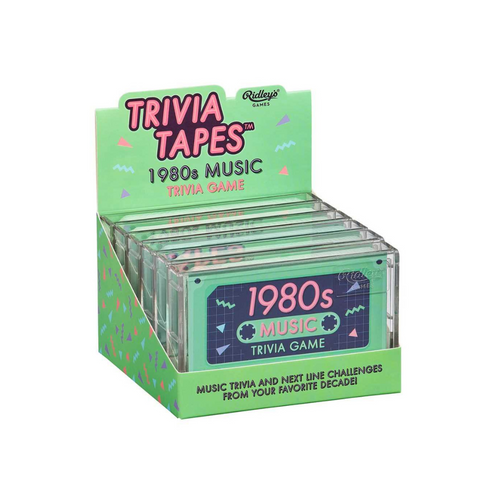 Ridley's
GAMES
TRIVIA
TAPES™
1980s MUSIC
TRIVIA GAME
Ridley's
1980s
MUSIC
TRIVIA GAME
MUSIC TRIVIA AND NEXT LINE CHALLENGES
FROM YOUR FAVORITE DECADE!